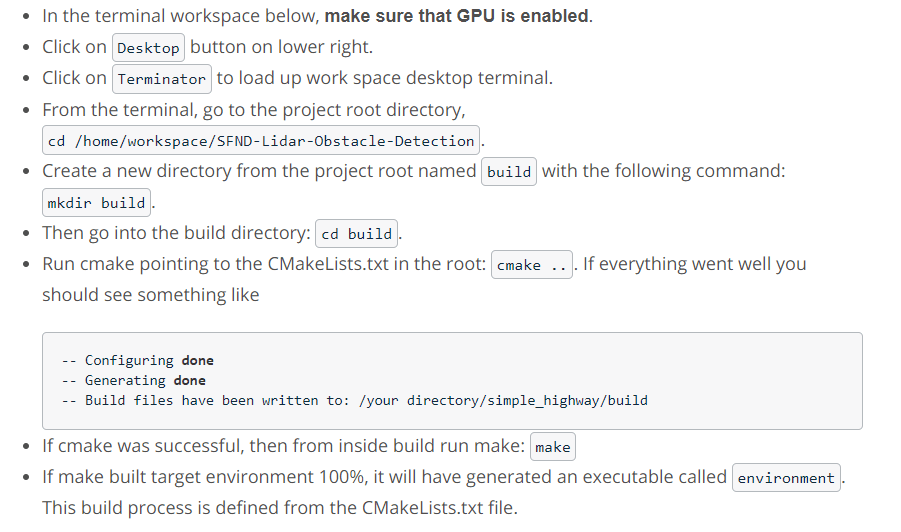 In the terminal workspace below, make sure that GPU is enabled.
Click on Desktop button on lower right.
Click on Terminator to load up work space desktop terminal.
From the terminal, go to the project root directory,
cd /home/workspace/SFND-Lidar-Obstacle-Detection.
Create a new directory from the project root named build with the following command:
mkdir build.
Then go into the build directory: cd build.
Run cmake pointing to the CMakeLists.txt in the root: cmake ... If everything went well you
should see something like
-- Configuring done
-- Generating done
-- Build files have been written to: /your directory/simple_highway/build
If cmake was successful, then from inside build run make: make
If make built target environment 100%, it will have generated an executable called environment.
This build process is defined from the CMakeLists.txt file.